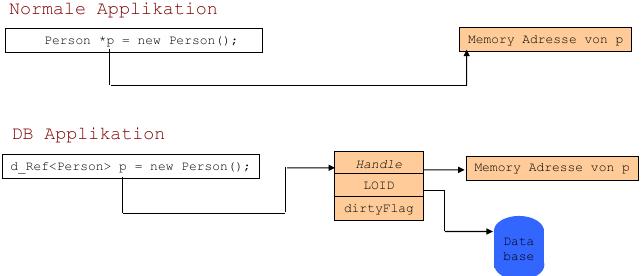 Normale Applikation
Person *p = new Person();
Memory Adresse von p
DB Applikation
d_Ref<Person> p = new Person();
Handle
LOID
dirtyFlag
Memory Adresse von p
Data
base